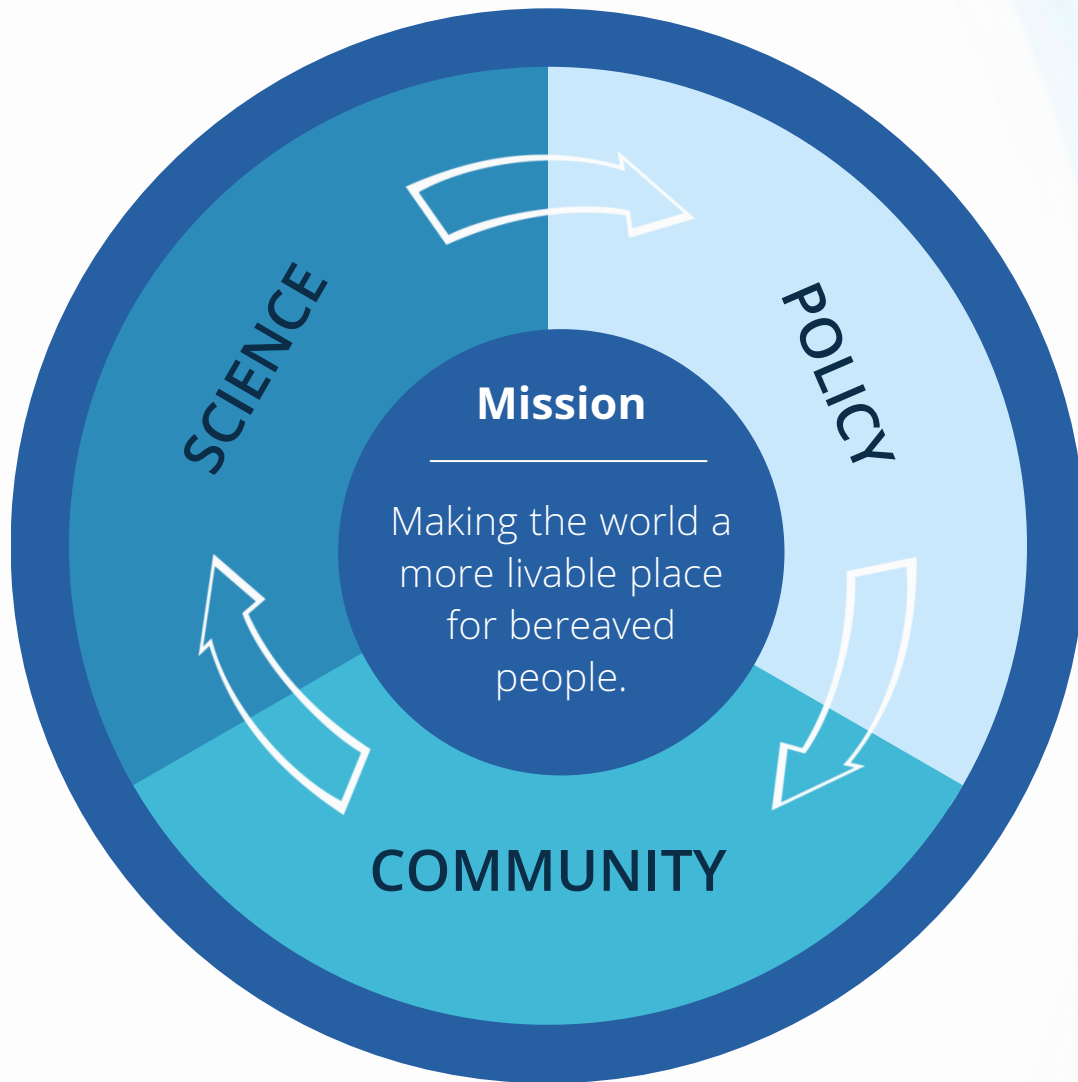 SCIENCE
POLICY
Mission
Making the world a
more livable place
for bereaved
people.
COMMUNITY